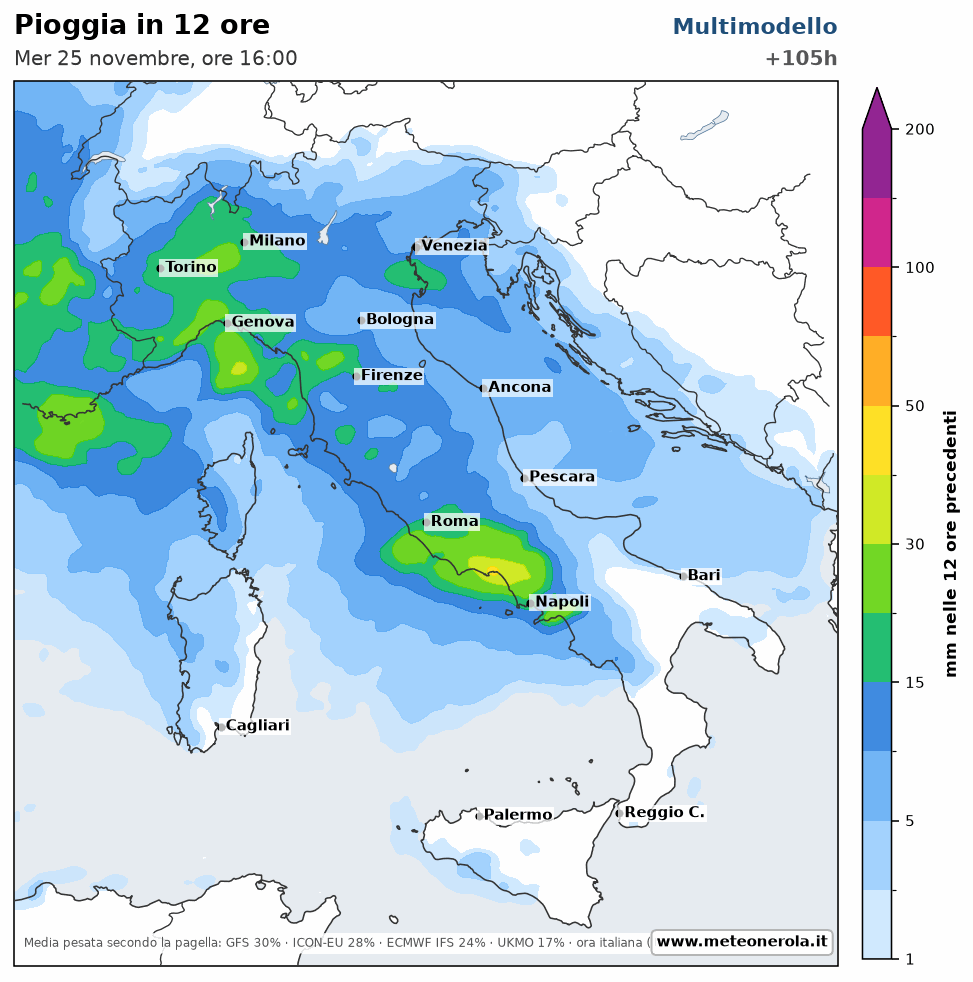 Pioggia in 12 ore
Multimodello
Mer 25 novembre, ore 16:00
+105h
200
Milano
Venezia
Torino
100
Genova
Bologna
Firenze
Ancona
50
Pescara
Roma
30
Bari
Napoli
15
Cagliari
Palermo
Reggio C.
5
mm nelle 12 ore precedenti
Media pesata secondo la pagella: GFS 30% · ICON-EU 28% · ECMWF IFS 24% · UKMO 17% · ora italiana (
www.meteonerola.it
1